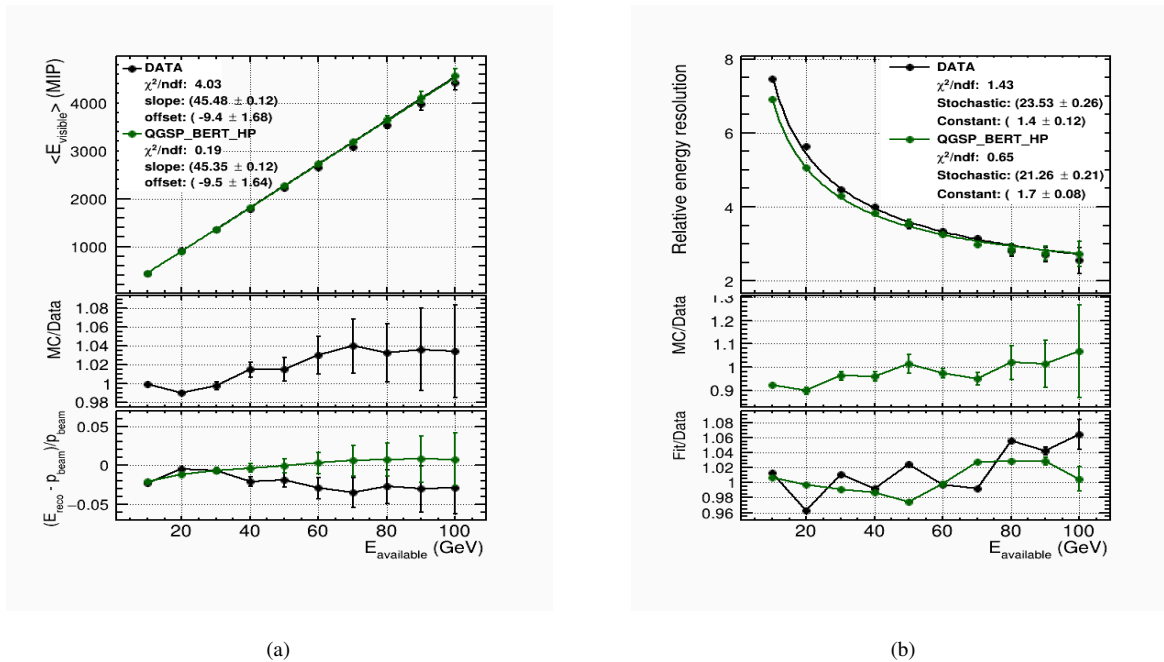 <E_visible> (MIP)
4000
3000
2000
1000
DATA
χ²/ndf: 4.03
slope: (45.48 ± 0.12)
offset: ( -9.4 ± 1.68)
QGSP_BERT_HP
χ²/ndf: 0.19
slope: (45.35 ± 0.12)
offset: ( -9.5 ± 1.64)
MC/Data
1.08
1.06
1.04
1.02
1
0.98
(E_reco - p_beam)/p_beam
0.05
0
−0.05
20 40 60 80 100
E_available (GeV)
(a)
Relative energy resolution
8
6
4
2
DATA
χ²/ndf: 1.43
Stochastic: (23.53 ± 0.26)
Constant: ( 1.4 ± 0.12)
QGSP_BERT_HP
χ²/ndf: 0.65
Stochastic: (21.26 ± 0.21)
Constant: ( 1.7 ± 0.08)
MC/Data
1.3
1.2
1.1
1
0.9
Fit/Data
1.08
1.06
1.04
1.02
1.00
0.98
0.96
20 40 60 80 100
E_available (GeV)
(b)